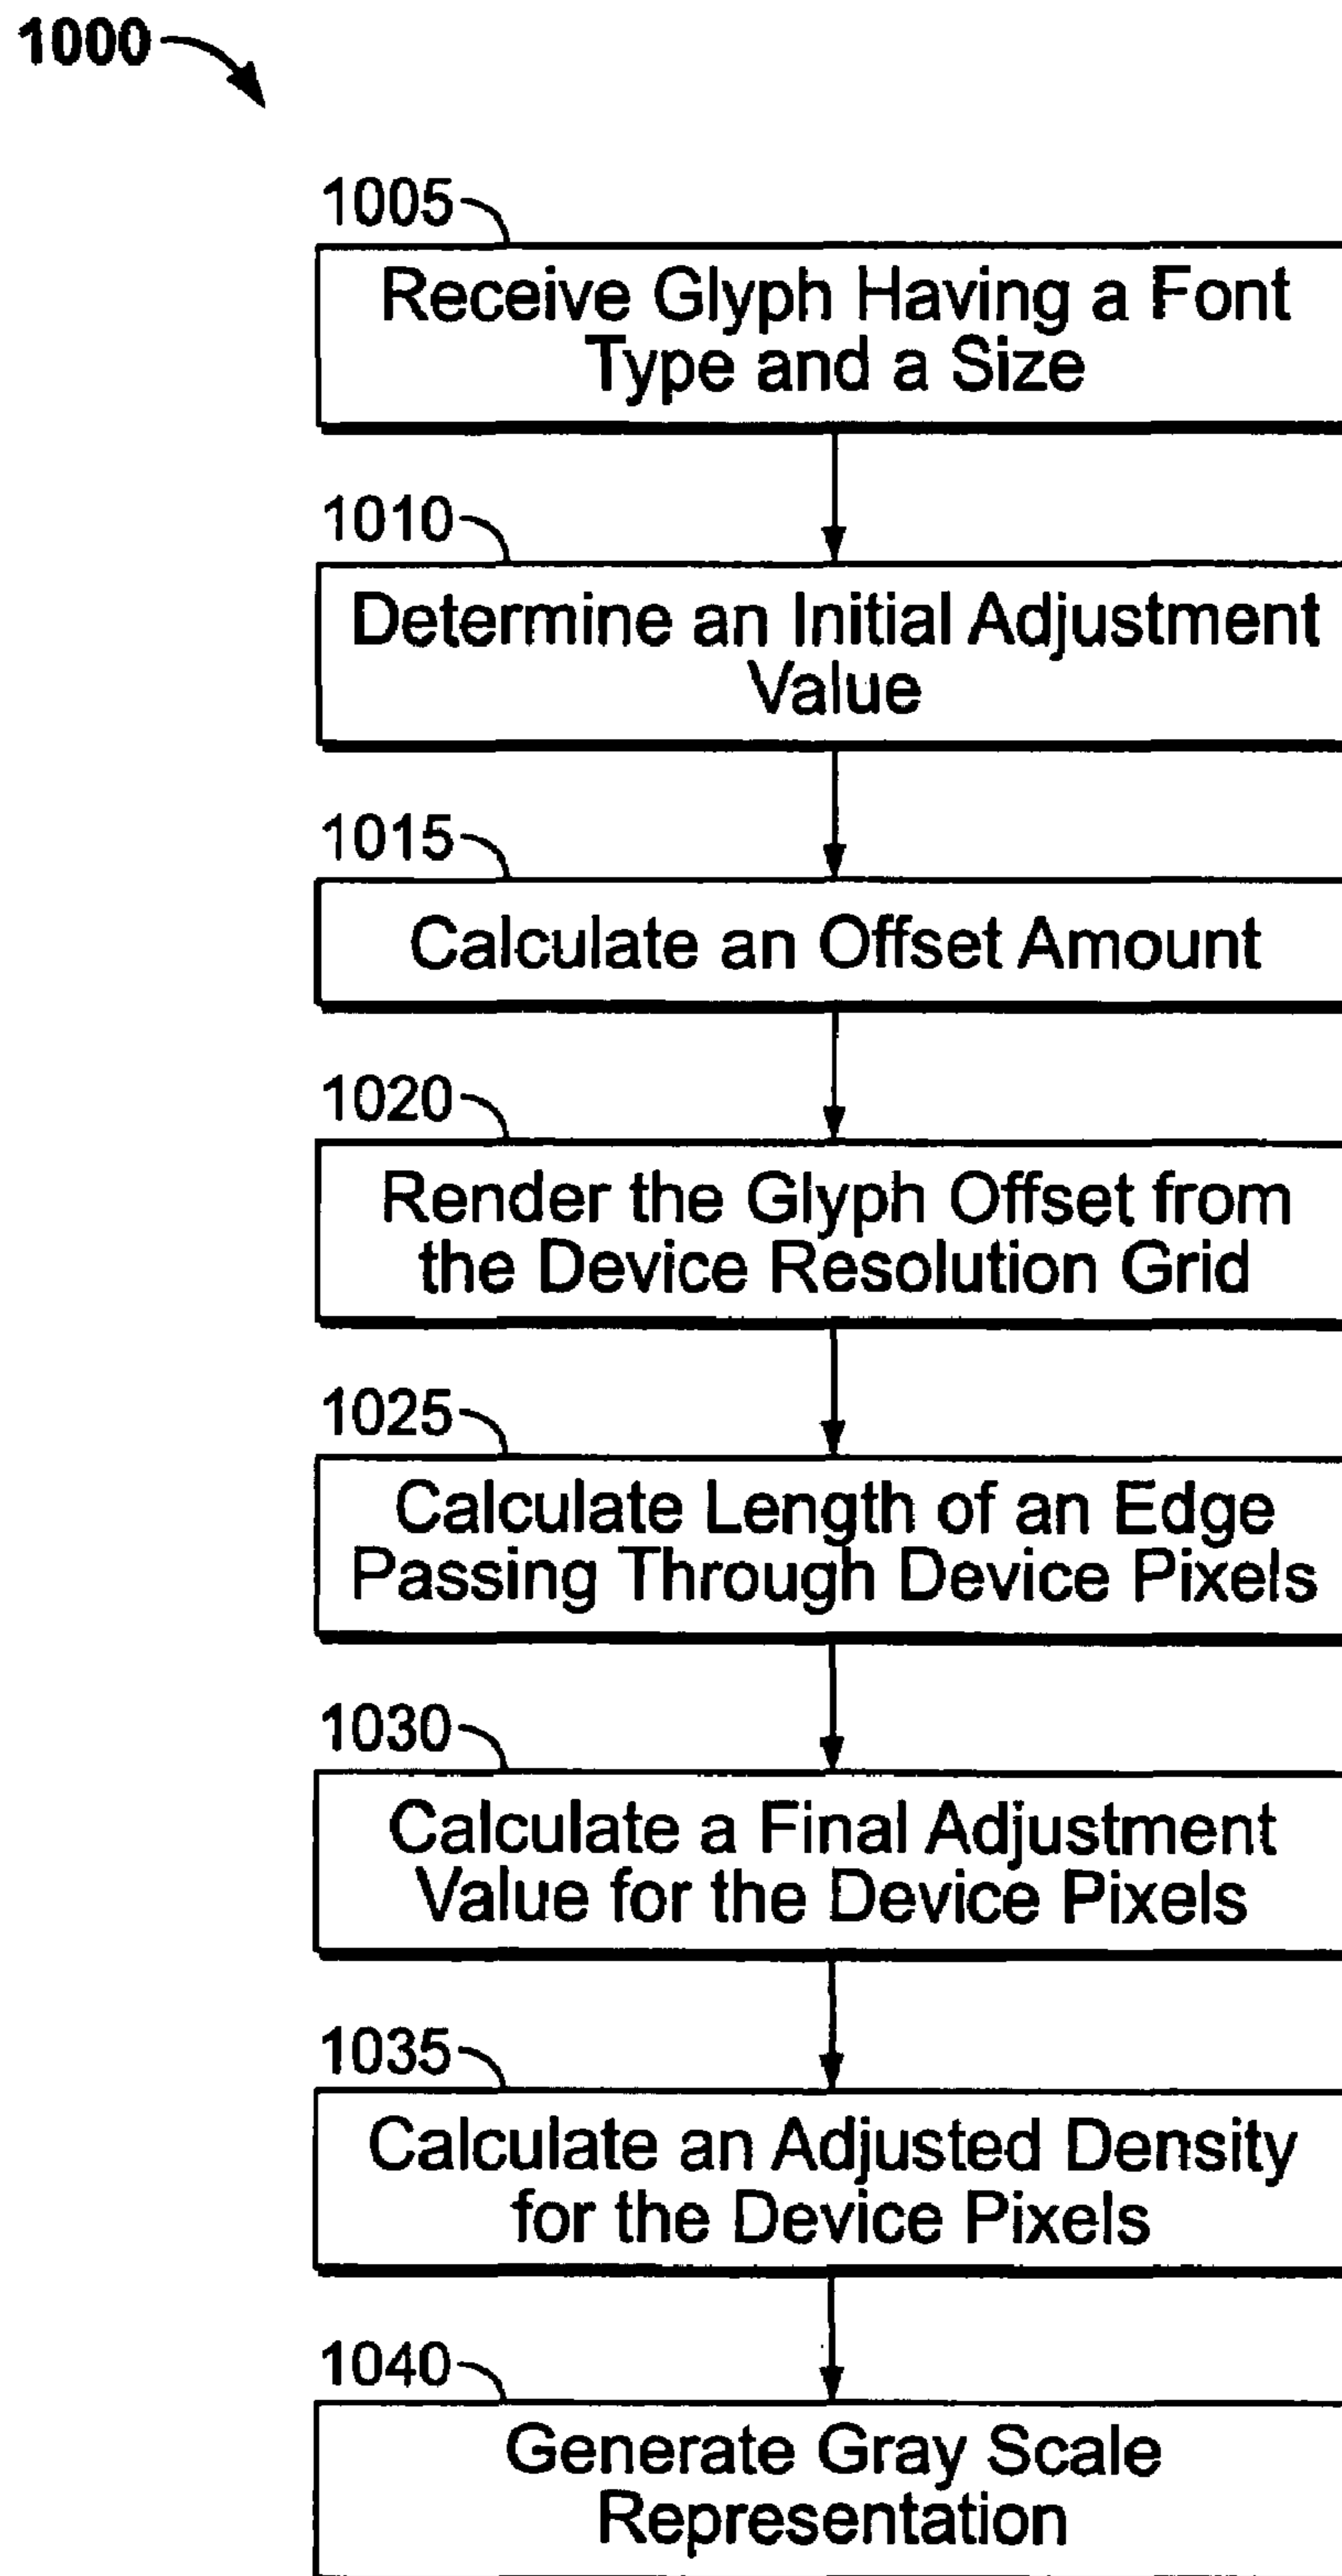 1000
1005
Receive Glyph Having a Font
Type and a Size
1010
Determine an Initial Adjustment
Value
1015
Calculate an Offset Amount
1020
Render the Glyph Offset from
the Device Resolution Grid
1025
Calculate Length of an Edge
Passing Through Device Pixels
1030
Calculate a Final Adjustment
Value for the Device Pixels
1035
Calculate an Adjusted Density
for the Device Pixels
1040
Generate Gray Scale
Representation